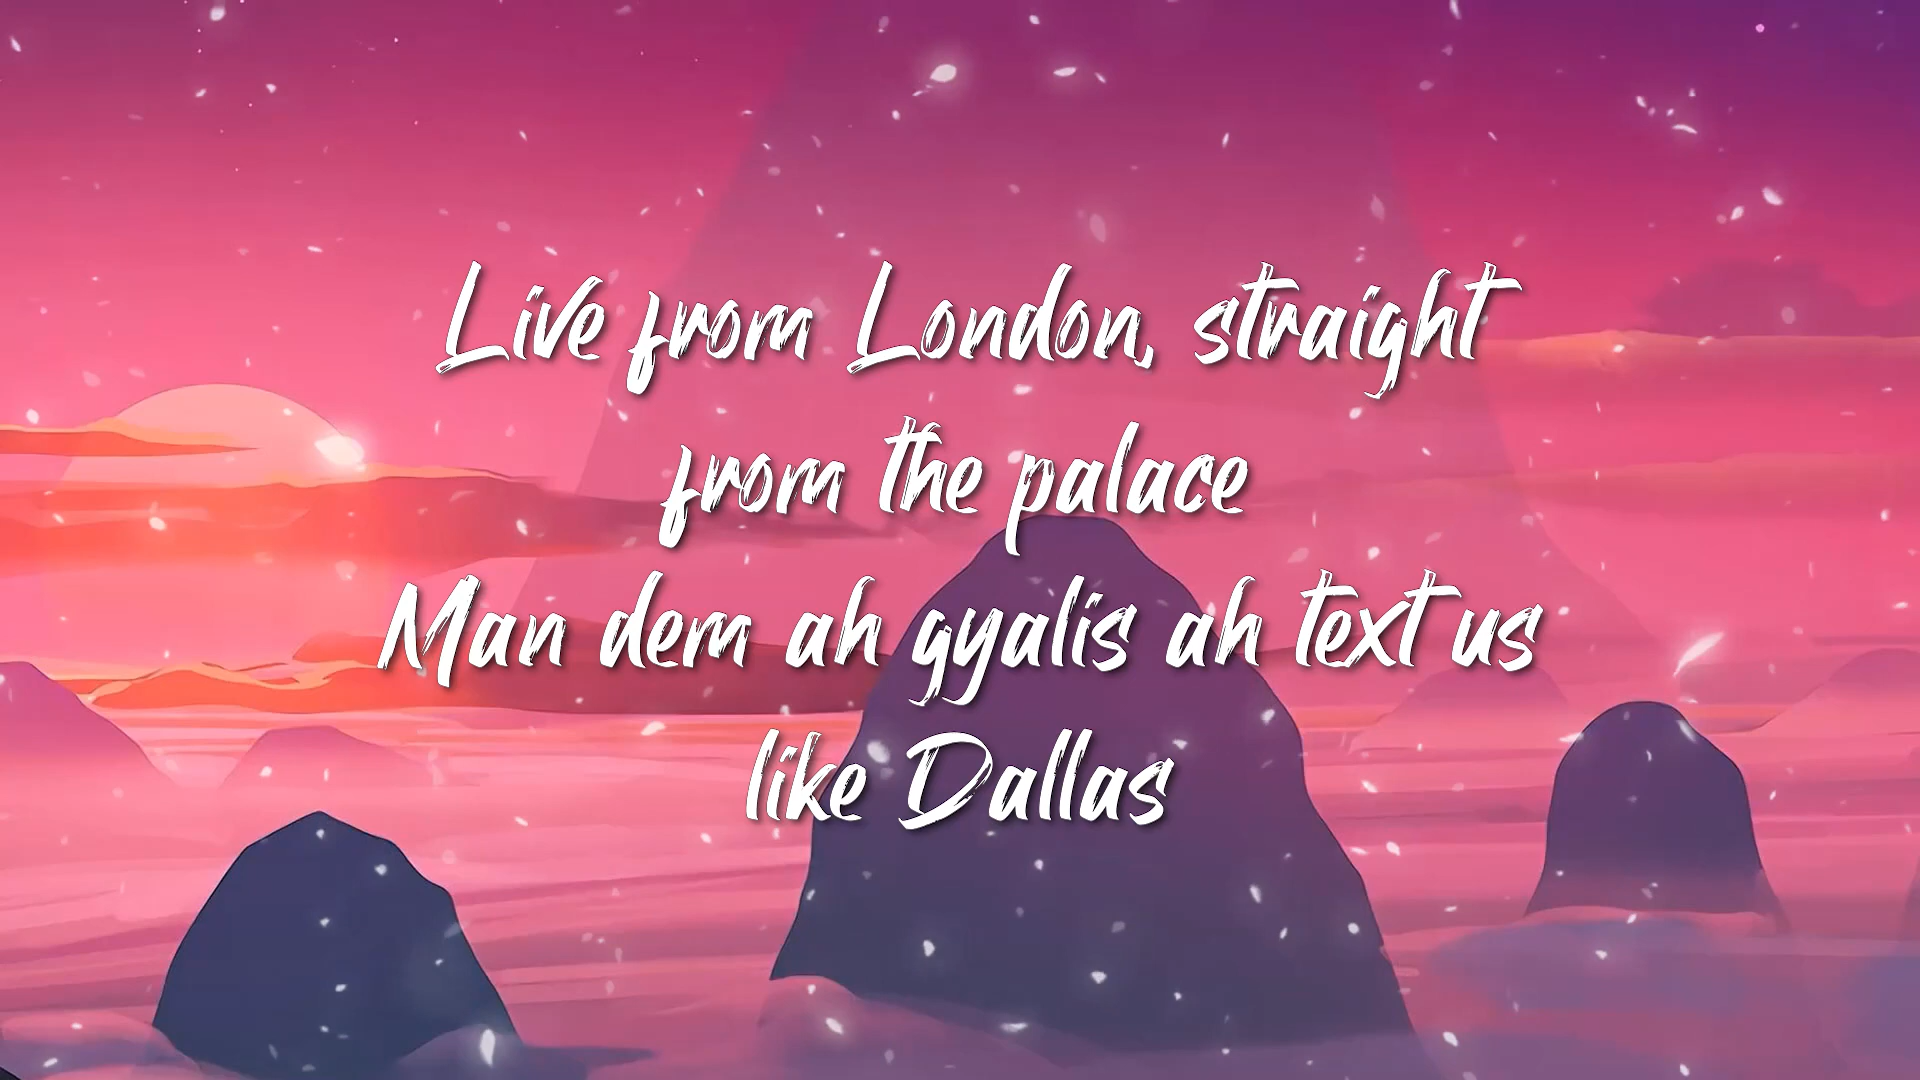 Live from London, straight
from the palace
Man dem ah gyalis ah text us
like Dallas